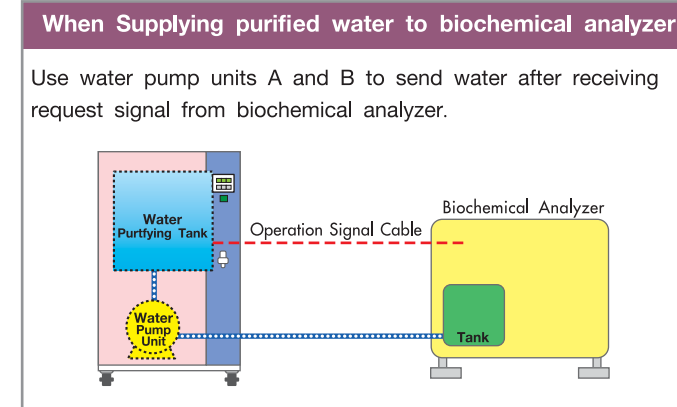 When Supplying purified water to biochemical analyzer
Use water pump units A and B to send water after receiving
request signal from biochemical analyzer.
Biochemical Analyzer
Water
Purtfying Tank
Operation Signal Cable
Water
Pump
Unit
Tank